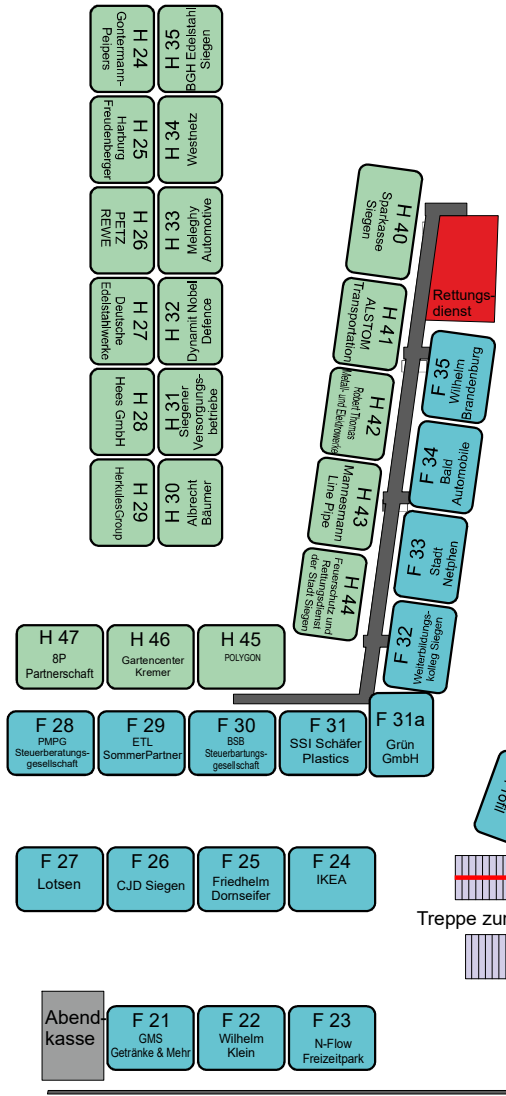 H 24
Gontermann-
Peipers
H 35
BGH Edelstahl
Siegen
H 25
Harburg
Freudenberger
H 34
Westnetz
H 26
PETZ
REWE
H 33
Meleghy
Automotive
H 27
Deutsche
Edelstahlwerke
H 32
Dynamit Nobel
Defence
H 28
Hees GmbH
H 31
Siegener
Versorgungs-
betriebe
H 29
HerkulesGroup
H 30
Albrecht
Bäumer
H 40
Sparkasse
Siegen
Rettungs-
dienst
H 41
ALSTOM
Transportation
F 35
Wilhelm
Brandenburg
H 42
Robert Thomas
Metall- und Elektrowerke
F 34
Bald
Automobile
H 43
Mannesmann
Line Pipe
F 33
Stadt
Netphen
H 44
Feuerschutz und
Rettungsdienst
der Stadt Siegen
F 32
Weiterbildungs-
kolleg Siegen
H 47
8P
Partnerschaft
H 46
Gartencenter
Kremer
H 45
POLYGON
F 28
PMPG
Steuerberatungs-
gesellschaft
F 29
ETL
SommerPartner
F 30
BSB
Steuerbartungs-
gesellschaft
F 31
SSI Schäfer
Plastics
F 31a
Grün
GmbH
F 27
Lotsen
F 26
CJD Siegen
F 25
Friedhelm
Dornseifer
F 24
IKEA
Treppe zur
Abend-
kasse
F 21
GMS
Getränke & Mehr
F 22
Wilhelm
Klein
F 23
N-Flow
Freizeitpark